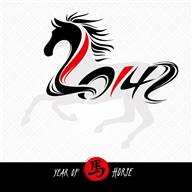 2014
YEAR OF 馬 HORSE